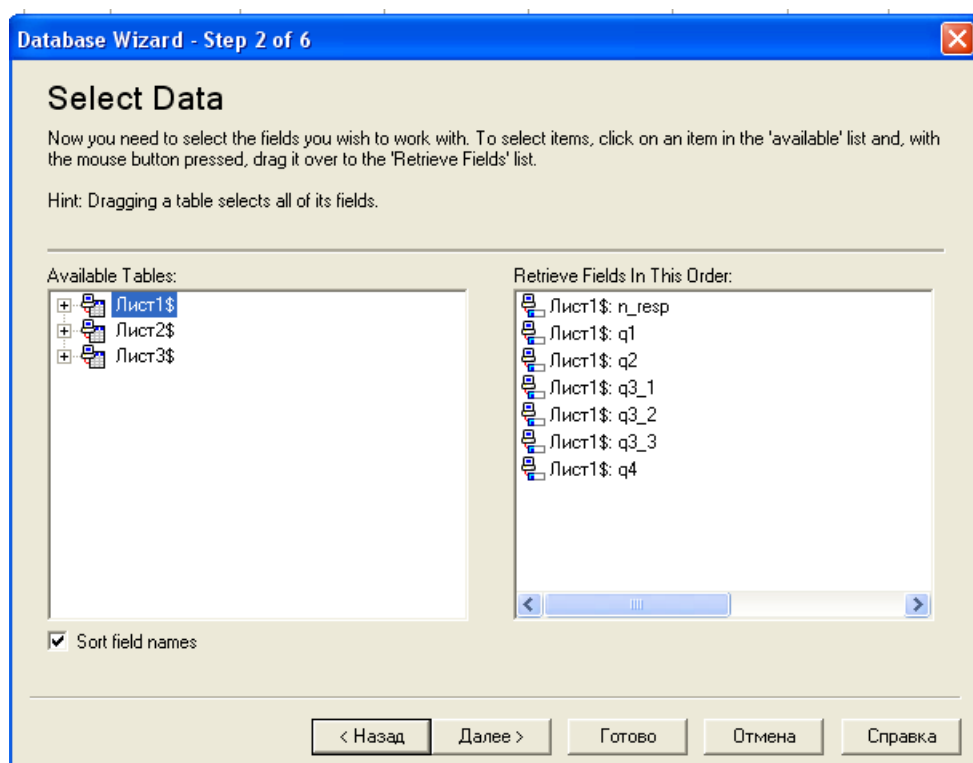 Database Wizard - Step 2 of 6
Select Data
Now you need to select the fields you wish to work with. To select items, click on an item in the 'available' list and, with
the mouse button pressed, drag it over to the 'Retrieve Fields' list.
Hint: Dragging a table selects all of its fields.
Available Tables:
Лист1$
Лист2$
Лист3$
Retrieve Fields In This Order:
Лист1$: n_resp
Лист1$: q1
Лист1$: q2
Лист1$: q3_1
Лист1$: q3_2
Лист1$: q3_3
Лист1$: q4
Sort field names
< Назад
Далее >
Готово
Отмена
Справка